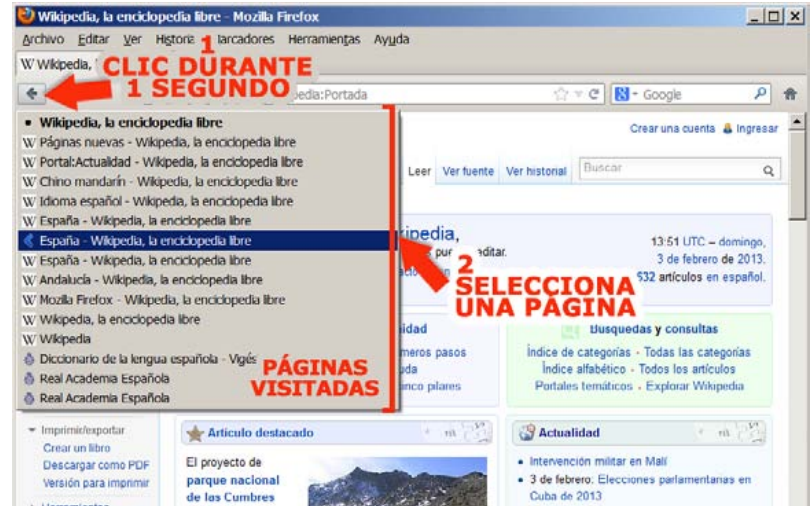 Wikipedia, la enciclopedia libre - Mozilla Firefox
Archivo Editar Ver Herramientas Ayuda
W Wikipedia,
1
CLIC DURANTE
1 SEGUNDO
pedia:Portada
Google
• Wikipedia, la enciclopedia libre
W Páginas nuevas - Wikipedia, la enciclopedia libre
W Portal:Actualidad - Wikipedia, la enciclopedia libre
W Chino mandarín - Wikipedia, la enciclopedia libre
W Idioma español - Wikipedia, la enciclopedia libre
W España - Wikipedia, la enciclopedia libre
España - Wikipedia, la enciclopedia libre
W España - Wikipedia, la enciclopedia libre
W Andalucía - Wikipedia, la enciclopedia libre
W Mozilla Firefox - Wikipedia, la enciclopedia libre
W Wikipedia, la enciclopedia libre
W Wikipedia
Diccionario de la lengua española - Vigés
Real Academia Española
Real Academia Española
PÁGINAS
VISITADAS
Crear una cuenta Ingresar
Leer Ver fuente Ver historial Buscar
ipedia,
editar.
13:51 UTC – domingo,
3 de febrero de 2013.
632 artículos en español.
2
SELECCIONA
UNA PÁGINA
idad
meros pasos
uda
inco pilares
Busquedas y consultas
Índice de categorías • Todas las categorías
Índice alfabético • Todos los artículos
Portales temáticos • Explorar Wikipedia
Imprimir/exportar
Crear un libro
Descargar como PDF
Versión para imprimir
Artículo destacado
El proyecto de
parque nacional
de las Cumbres
Actualidad
• Intervención militar en Malí
• 3 de febrero: Elecciones parlamentarias en
Cuba de 2013